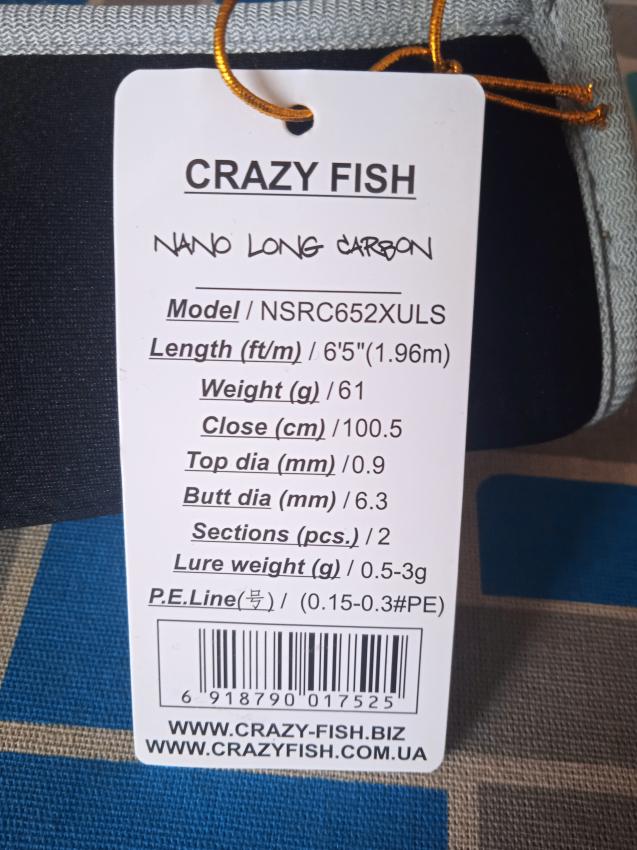 CRAZY FISH
NANO LONG CARBON
Model / NSRC652XULS
Length (ft/m) / 6'5"(1.96m)
Weight (g) / 61
Close (cm) / 100.5
Top dia (mm) / 0.9
Butt dia (mm) / 6.3
Sections (pcs.) / 2
Lure weight (g) / 0.5-3g
P.E.Line(号) / (0.15-0.3#PE)
6 918790 017525
WWW.CRAZY-FISH.BIZ
WWW.CRAZYFISH.COM.UA